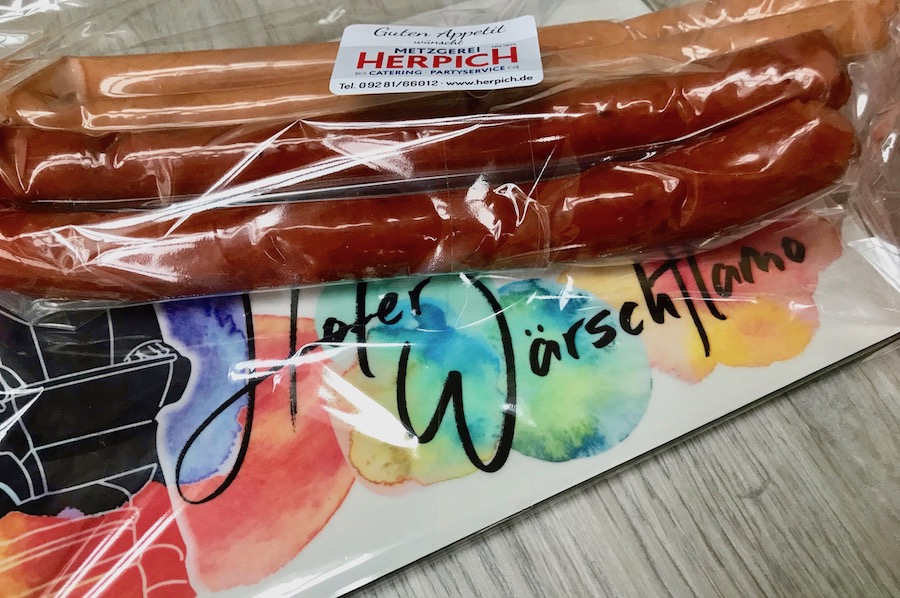 Guten Appetit
wünscht
METZGEREI
HERPICH
CATERING PARTYSERVICE
Tel. 09281/66012 · www.herpich.de
Hofer Wärschtlamo